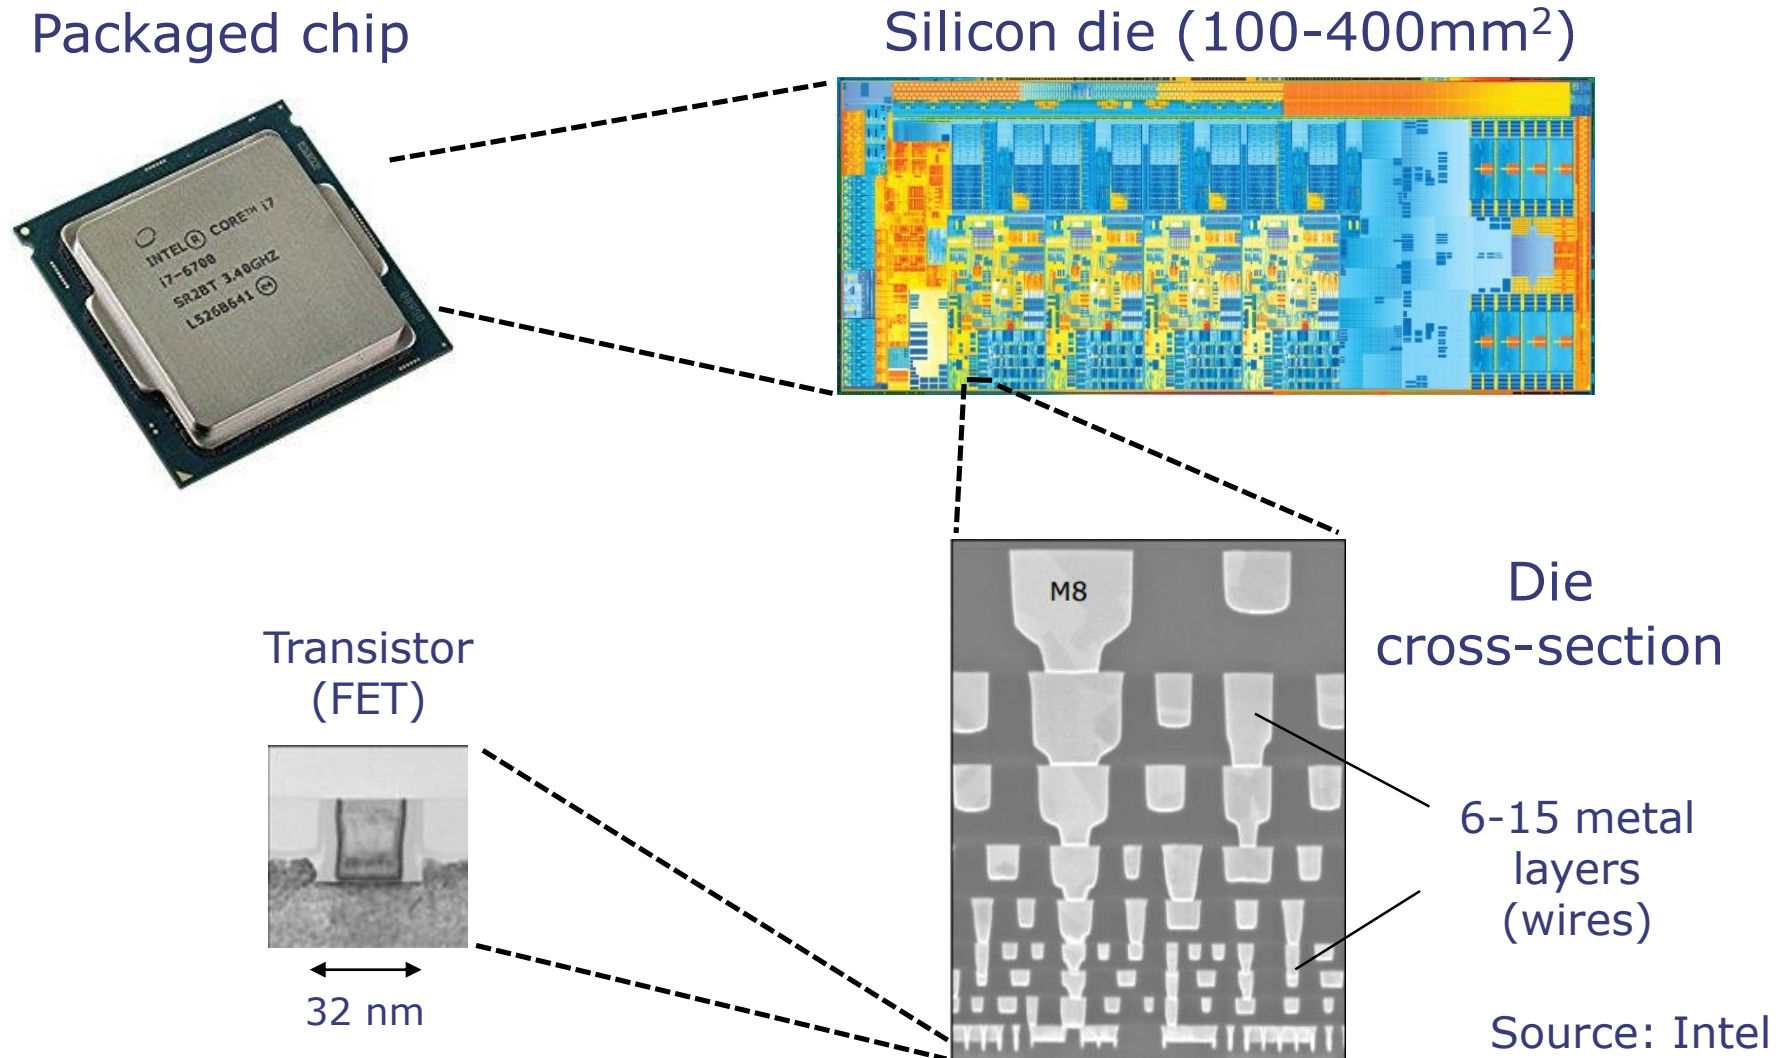 Packaged chip
Silicon die (100-400mm²)
INTEL® CORE™ i7
i7-6700
SR2BT 3.40GHZ
L526B641 e4
M8
Die
cross-section
Transistor
(FET)
6-15 metal
layers
(wires)
32 nm
Source: Intel